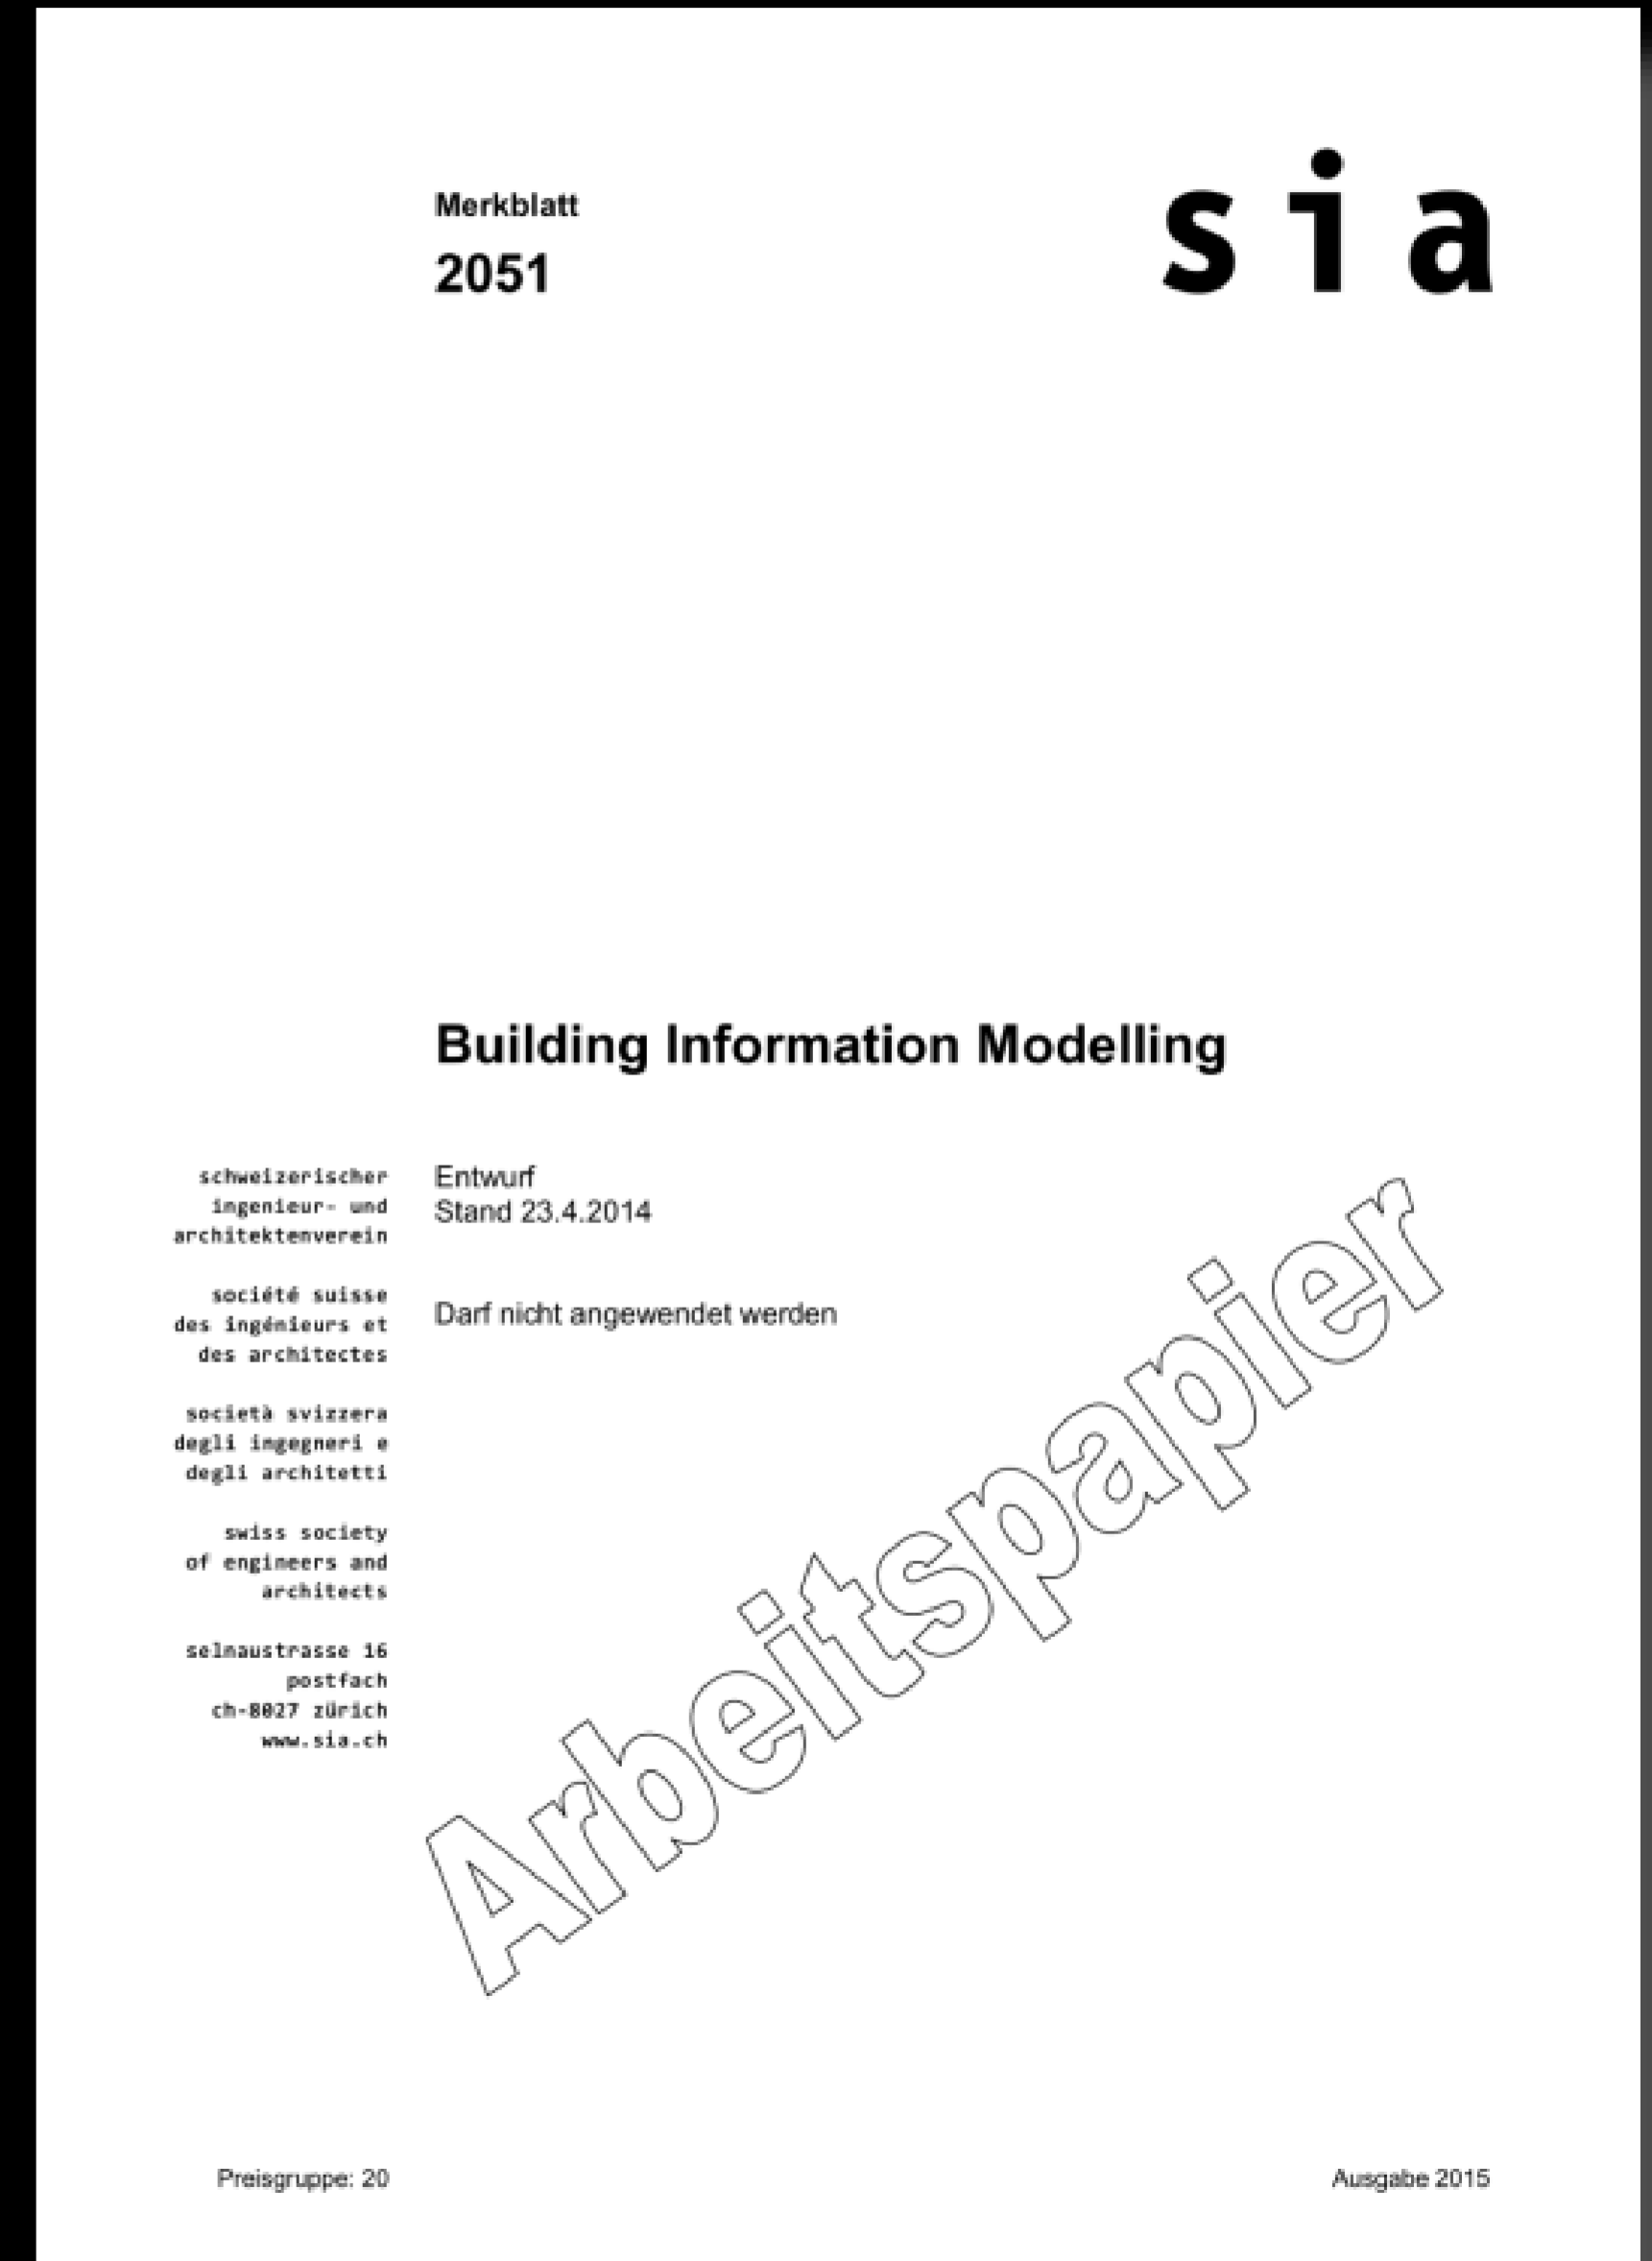 Merkblatt
2051
sia
Building Information Modelling
schweizerischer
ingenieur- und
architektenverein
société suisse
des ingénieurs et
des architectes
società svizzera
degli ingegneri e
degli architetti
swiss society
of engineers and
architects
selnaustrasse 16
postfach
ch-8027 zürich
www.sia.ch
Entwurf
Stand 23.4.2014
Darf nicht angewendet werden
Arbeitspapier
Preisgruppe: 20
Ausgabe 2015